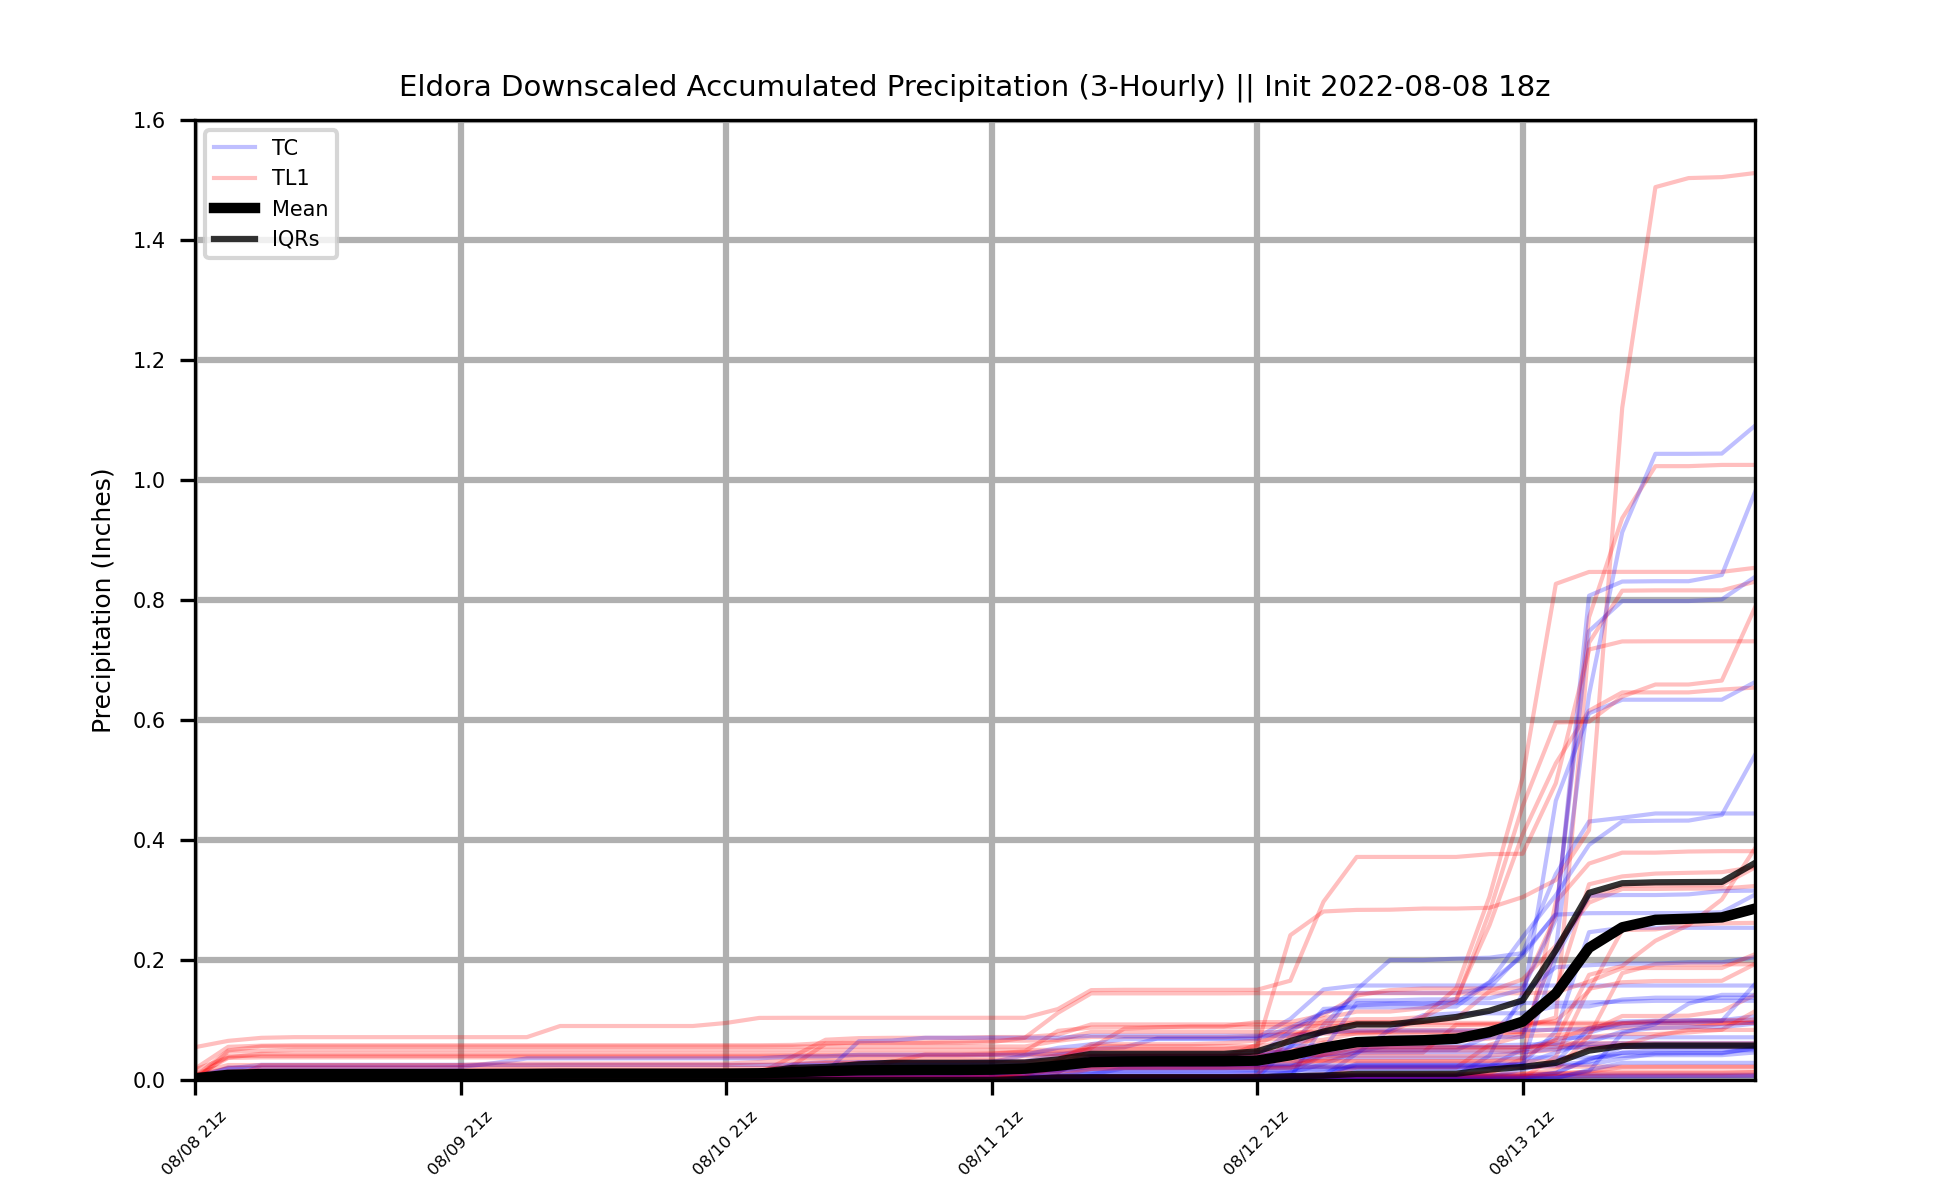 Eldora Downscaled Accumulated Precipitation (3-Hourly) || Init 2022-08-08 18z
TC
TL1
Mean
IQRs
Precipitation (Inches)
1.6
1.4
1.2
1.0
0.8
0.6
0.4
0.2
0.0
08/08 21z
08/09 21z
08/10 21z
08/11 21z
08/12 21z
08/13 21z